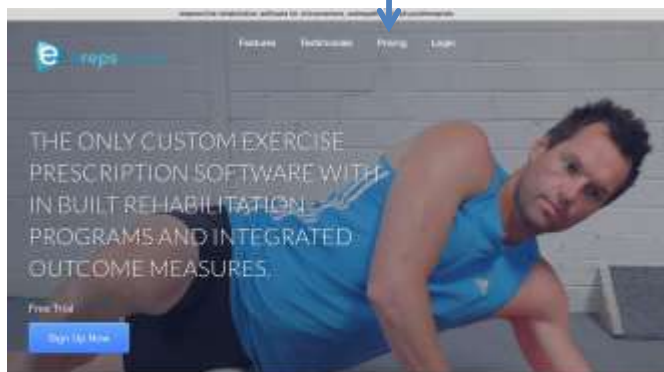 Features Testimonials Pricing Login
e reps
THE ONLY CUSTOM EXERCISE
PRESCRIPTION SOFTWARE WITH
IN BUILT REHABILITATION
PROGRAMS AND INTEGRATED
OUTCOME MEASURES.
Free Trial
Sign Up Now